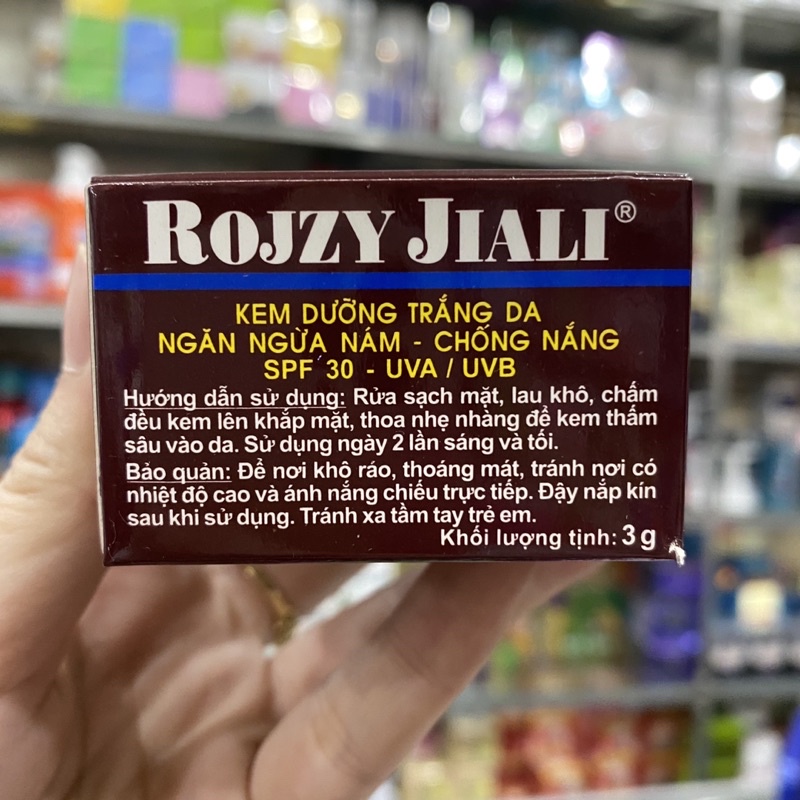 ROJZY JIALI®
KEM DƯỠNG TRẮNG DA
NGĂN NGỪA NÁM - CHỐNG NẮNG
SPF 30 - UVA / UVB
Hướng dẫn sử dụng: Rửa sạch mặt, lau khô, chấm
đều kem lên khắp mặt, thoa nhẹ nhàng để kem thấm
sâu vào da. Sử dụng ngày 2 lần sáng và tối.
Bảo quản: Để nơi khô ráo, thoáng mát, tránh nơi có
nhiệt độ cao và ánh nắng chiếu trực tiếp. Đậy nắp kín
sau khi sử dụng. Tránh xa tầm tay trẻ em.
Khối lượng tịnh: 3 g